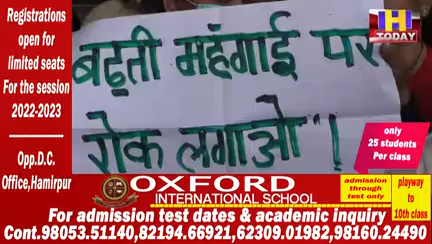 Registrations
open for
limited seats
For the session
2022-2023
Opp.D.C.
Office,Hamirpur
बढ़ती महंगाई पर
रोक लगाओ"!
IH
TODAY
only
25 students
Per class
OXFORD
INTERNATIONAL SCHOOL
admission
through
test only
playway
to
10th class
For admission test dates & academic inquiry
Cont.98053.51140,82194.66921,62309.01982,98160.24490